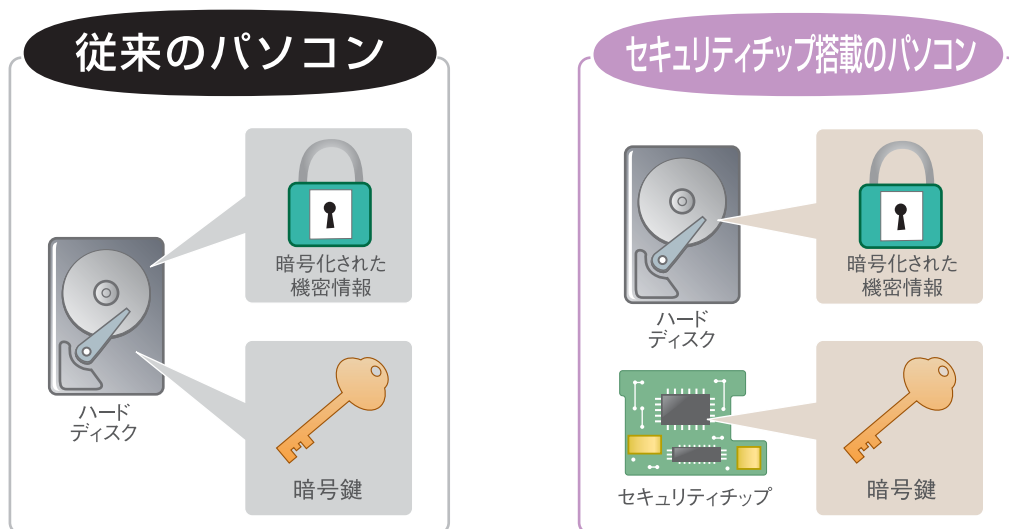 従来のパソコン
暗号化された
機密情報
ハード
ディスク
暗号鍵
セキュリティチップ搭載のパソコン
暗号化された
機密情報
ハード
ディスク
セキュリティチップ
暗号鍵